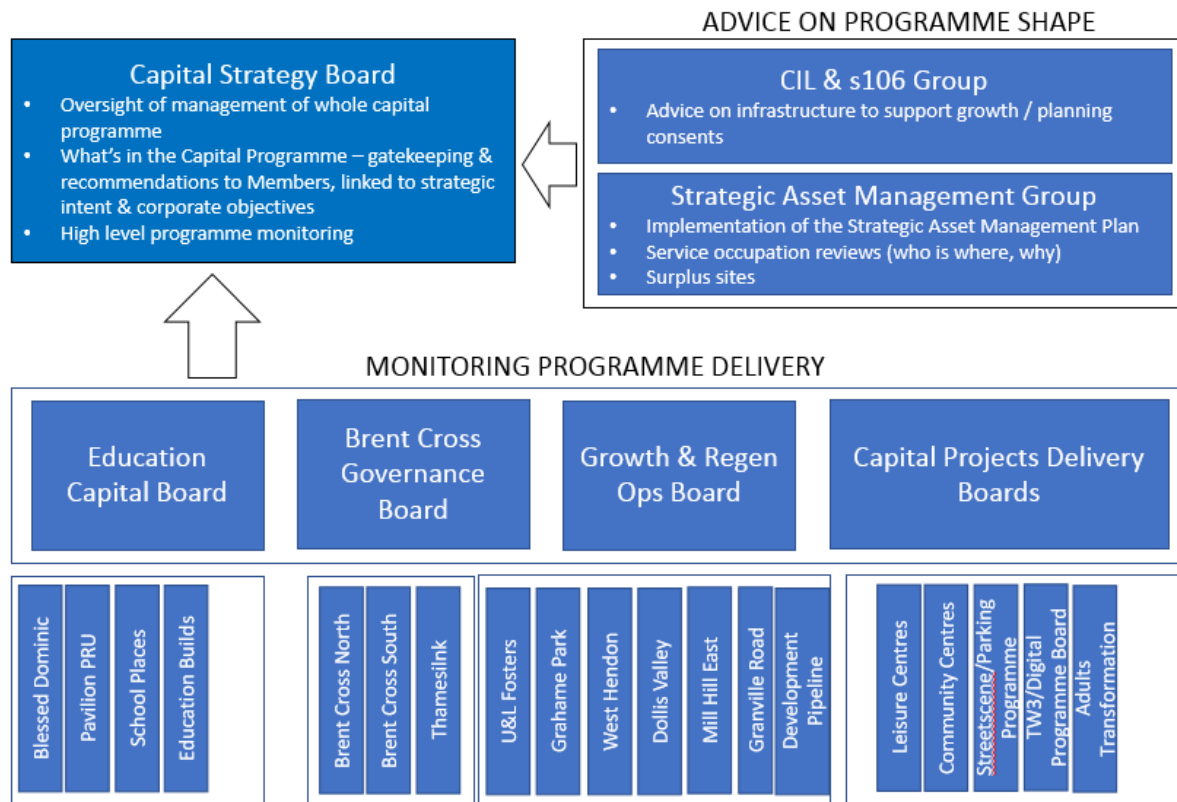 ADVICE ON PROGRAMME SHAPE
Capital Strategy Board
• Oversight of management of whole capital
programme
• What's in the Capital Programme – gatekeeping &
recommendations to Members, linked to strategic
intent & corporate objectives
• High level programme monitoring
CIL & s106 Group
• Advice on infrastructure to support growth / planning
consents
Strategic Asset Management Group
• Implementation of the Strategic Asset Management Plan
• Service occupation reviews (who is where, why)
• Surplus sites
MONITORING PROGRAMME DELIVERY
Education
Capital Board
Brent Cross
Governance
Board
Growth & Regen
Ops Board
Capital Projects Delivery
Boards
Blessed Dominic
Pavilion PRU
School Places
Education Builds
Brent Cross North
Brent Cross South
Thamesilnk
U&L Fosters
Grahame Park
West Hendon
Dollis Valley
Mill Hill East
Granville Road
Development
Pipeline
Leisure Centres
Community Centres
Streetscene/Parking
Programme
TW3/Digital
Programme Board
Adults
Transformation